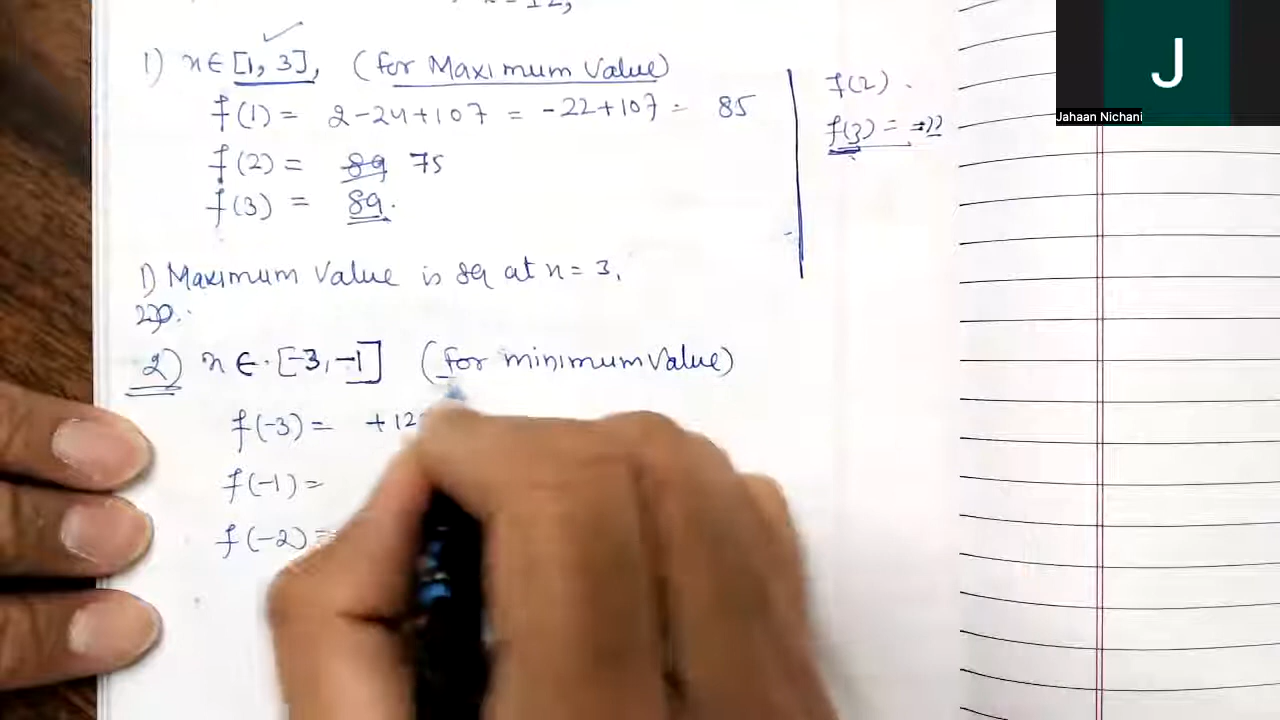 1) x ∈ [1, 3], (for Maximum Value)
f(1) = 2-24+107 = -22+107 = 85
f(2) = 89 75
f(3) = 89.
1) Maximum Value is 89 at x = 3,
2)
2) x ∈ [-3, -1] (for minimum Value)
f(-3) = +12
f(-1) =
f(-2) =
f(2).
f(3) =
J
Jahaan Nichani